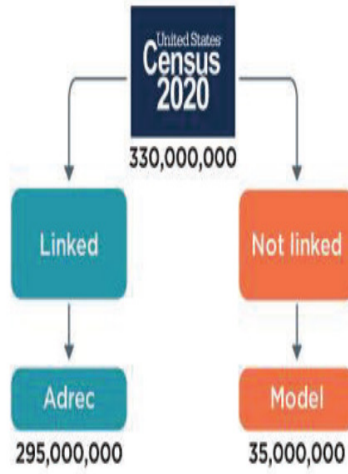 United States
Census
2020
330,000,000
Linked
Not linked
Adrec
Model
295,000,000
35,000,000